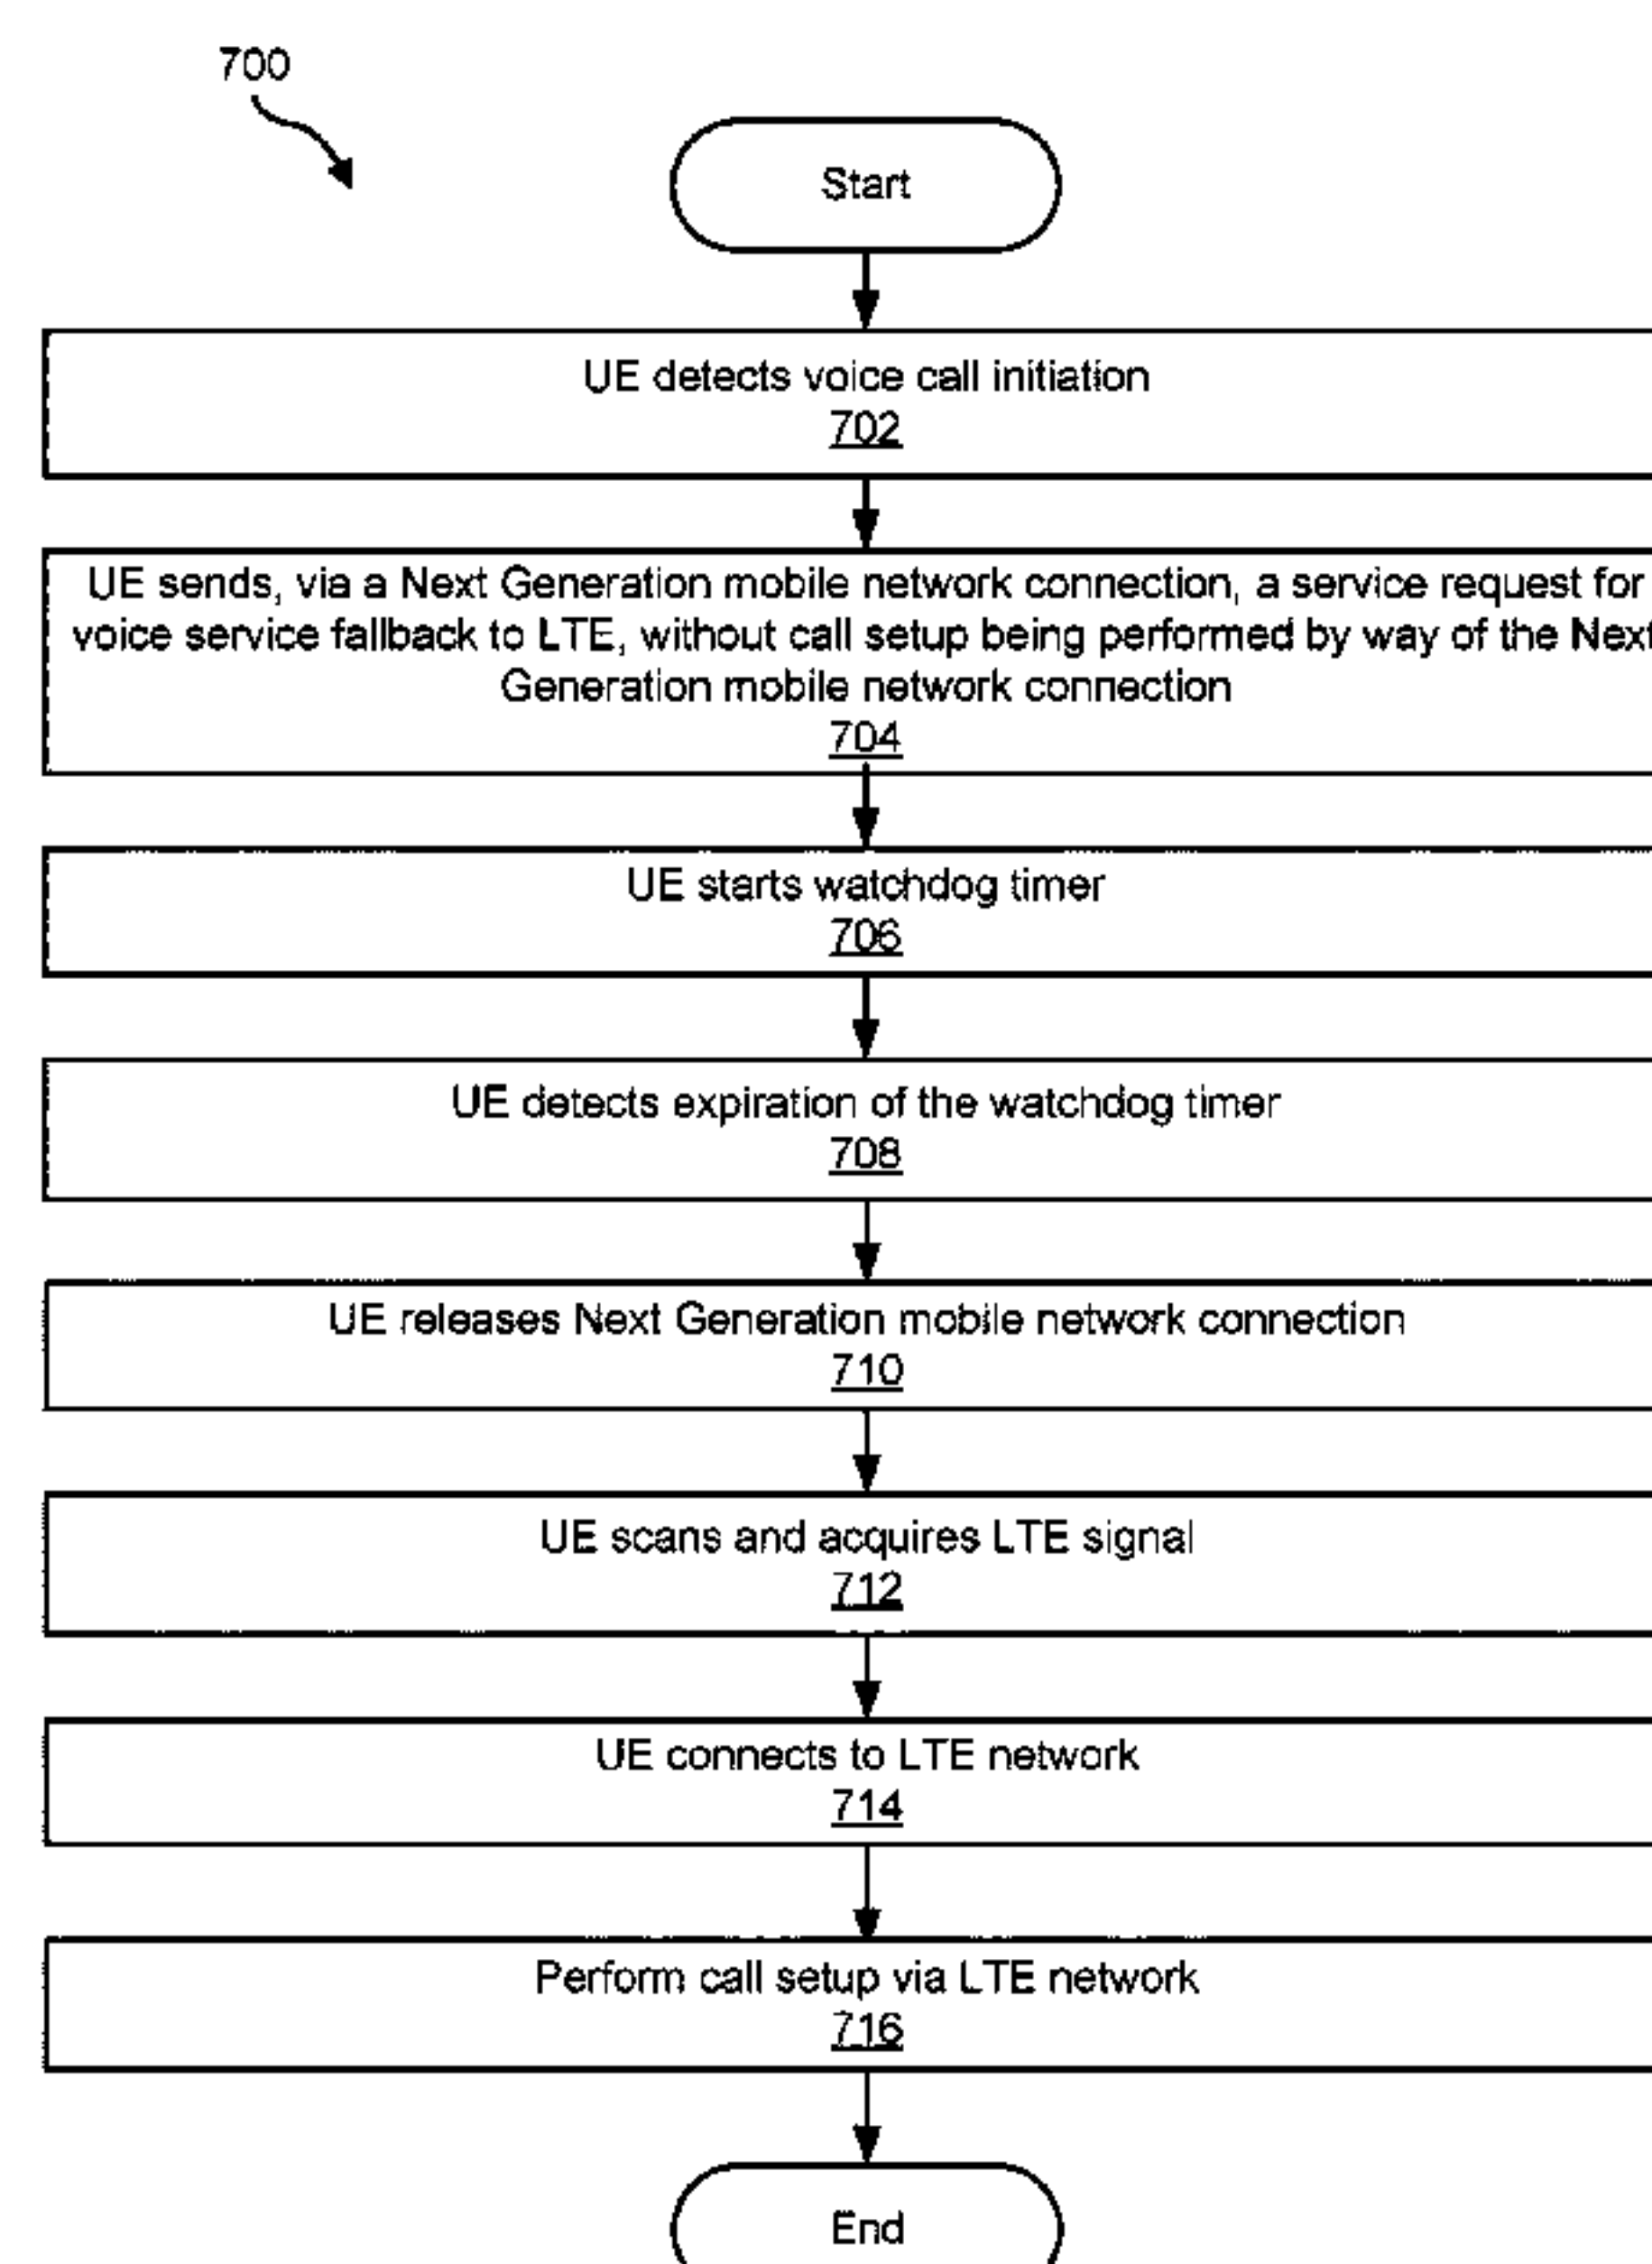 700
Start
UE detects voice call initiation
702
UE sends, via a Next Generation mobile network connection, a service request for
voice service fallback to LTE, without call setup being performed by way of the Next
Generation mobile network connection
704
UE starts watchdog timer
706
UE detects expiration of the watchdog timer
708
UE releases Next Generation mobile network connection
710
UE scans and acquires LTE signal
712
UE connects to LTE network
714
Perform call setup via LTE network
716
End